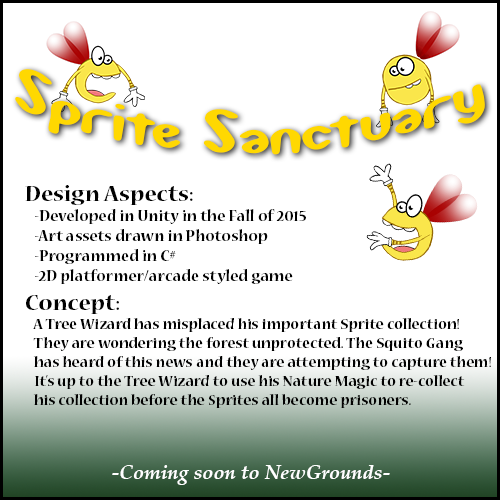 Sprite Sanctuary
Design Aspects:
-Developed in Unity in the Fall of 2015
-Art assets drawn in Photoshop
-Programmed in C#
-2D platformer/arcade styled game
Concept:
A Tree Wizard has misplaced his important Sprite collection!
They are wondering the forest unprotected. The Squito Gang
has heard of this news and they are attempting to capture them!
It's up to the Tree Wizard to use his Nature Magic to re-collect
his collection before the Sprites all become prisoners.
-Coming soon to NewGrounds-